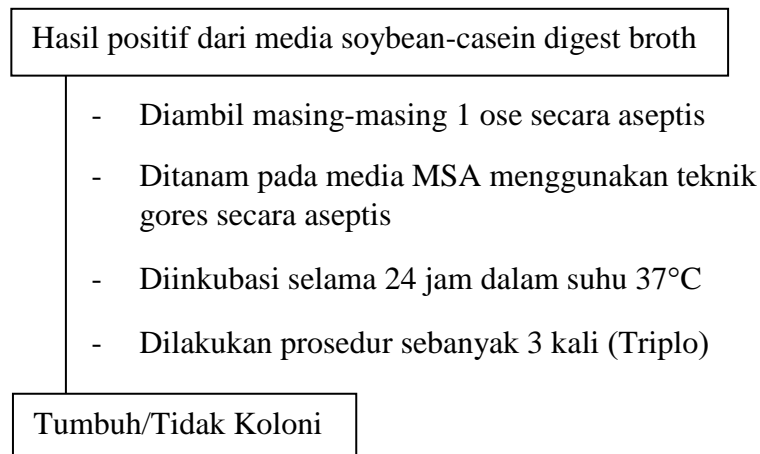 Hasil positif dari media soybean-casein digest broth
- Diambil masing-masing 1 ose secara aseptis
- Ditanam pada media MSA menggunakan teknik
gores secara aseptis
- Diinkubasi selama 24 jam dalam suhu 37°C
- Dilakukan prosedur sebanyak 3 kali (Triplo)
Tumbuh/Tidak Koloni